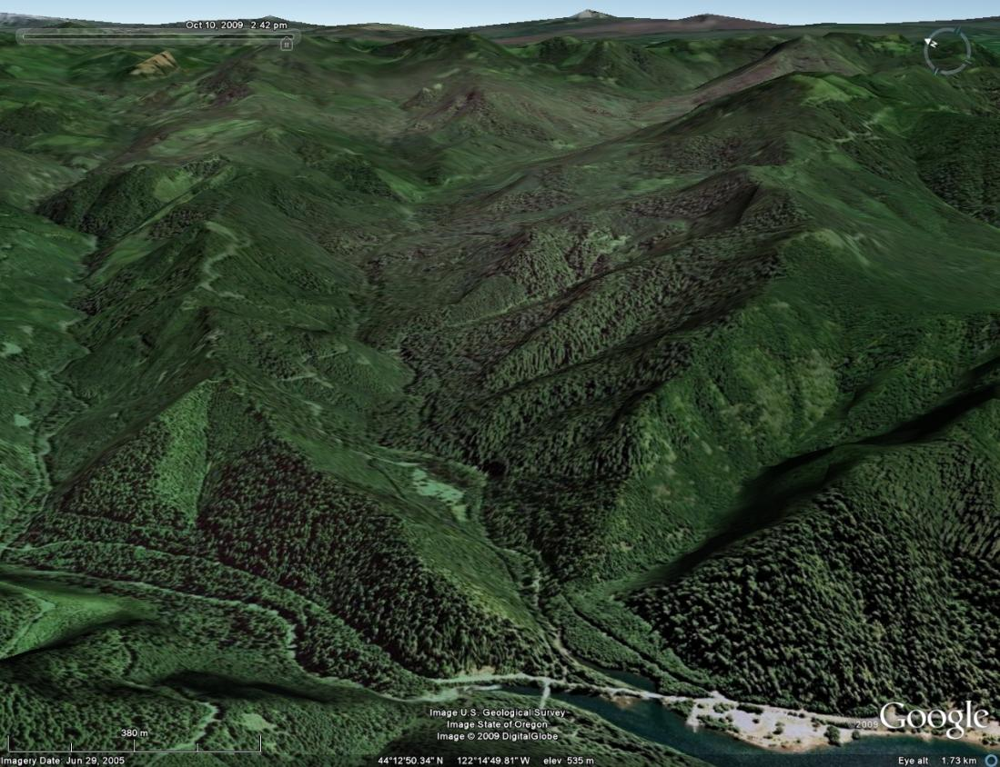 Oct 10, 2009 2:42 pm
N
Image U.S. Geological Survey
Image State of Oregon
Image © 2009 DigitalGlobe
©2009 Google
380 m
Imagery Date: Jun 29, 2005 44°12'50.34" N 122°14'49.81" W elev 535 m Eye alt 1.73 km